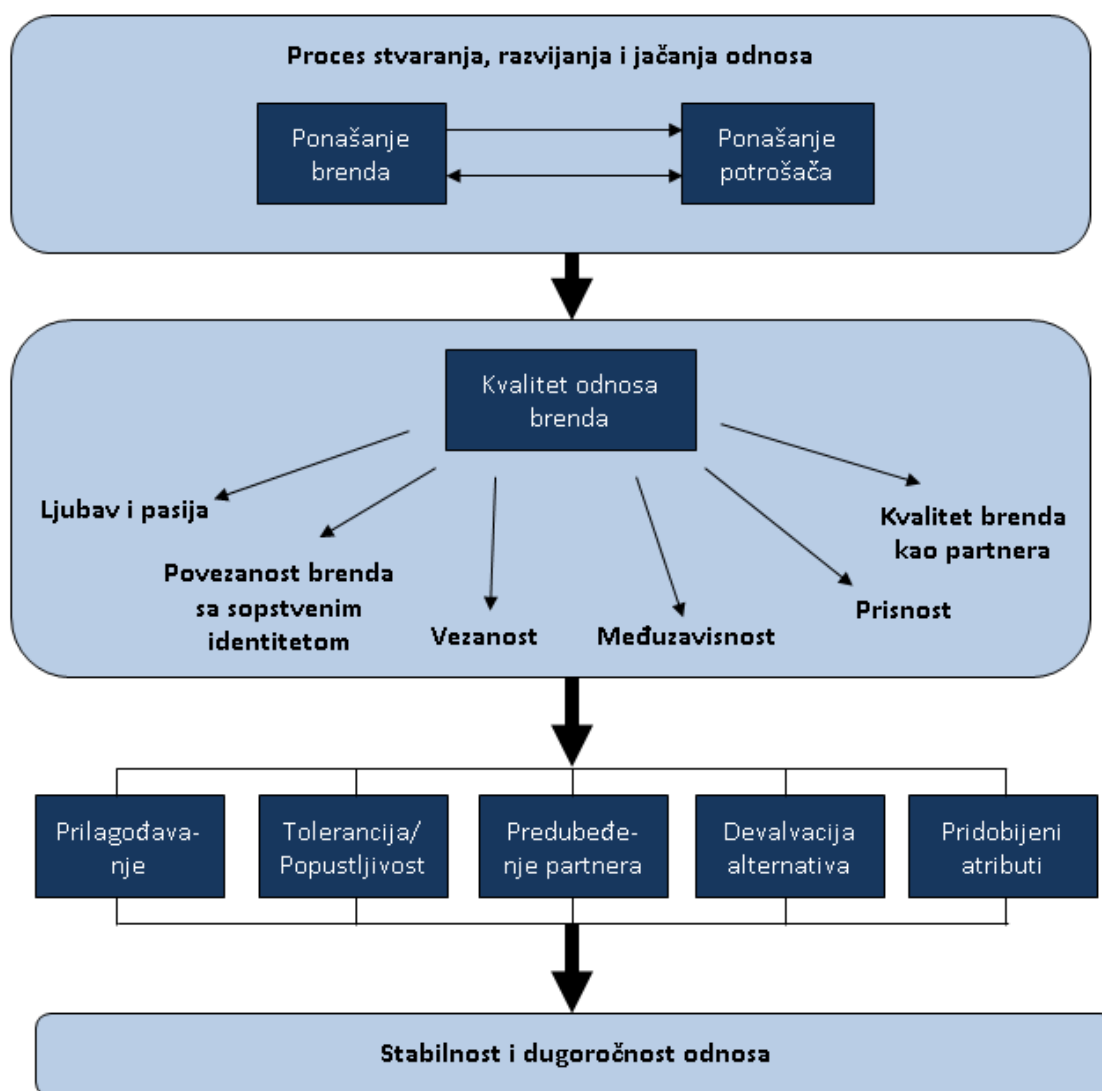 Proces stvaranja, razvijanja i jačanja odnosa
Ponašanje
brenda
Ponašanje
potrošača
Kvalitet odnosa
brenda
Ljubav i pasija
Povezanost brenda
sa sopstvenim
identitetom
Vezanost
Međuzavisnost
Prisnost
Kvalitet brenda
kao partnera
Prilagođava-
nje
Tolerancija/
Popustljivost
Predubeđe-
nje partnera
Devalvacija
alternativa
Pridobijeni
atributi
Stabilnost i dugoročnost odnosa